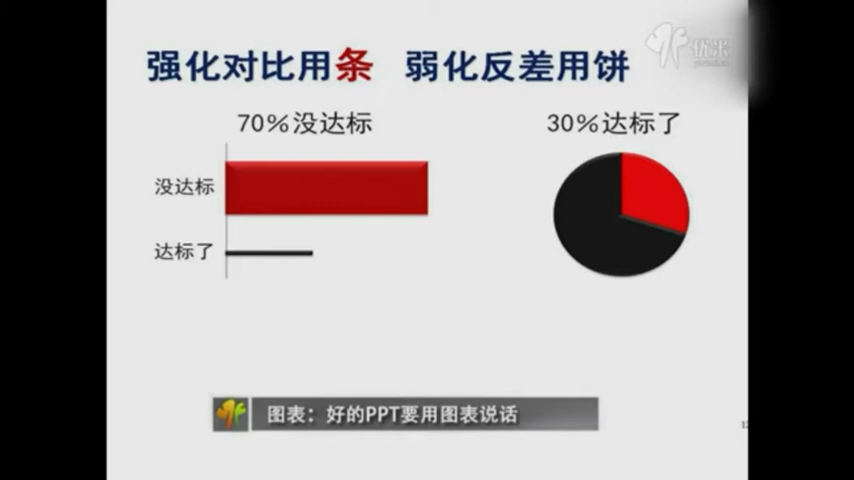 优米
强化对比用条 弱化反差用饼
70%没达标 30%达标了
没达标
达标了
图表：好的PPT要用图表说话